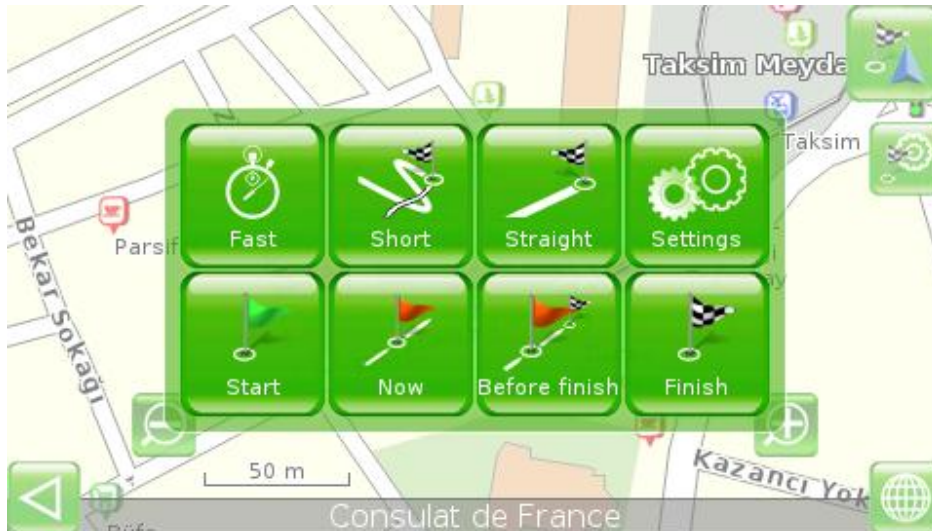 Taksim Meyda
Taksim
Fast
Short
Straight
Settings
Parsif
Bekar Sokağı
Start
Now
Before finish
Finish
50 m
Kazancı Yok
Consulat de France